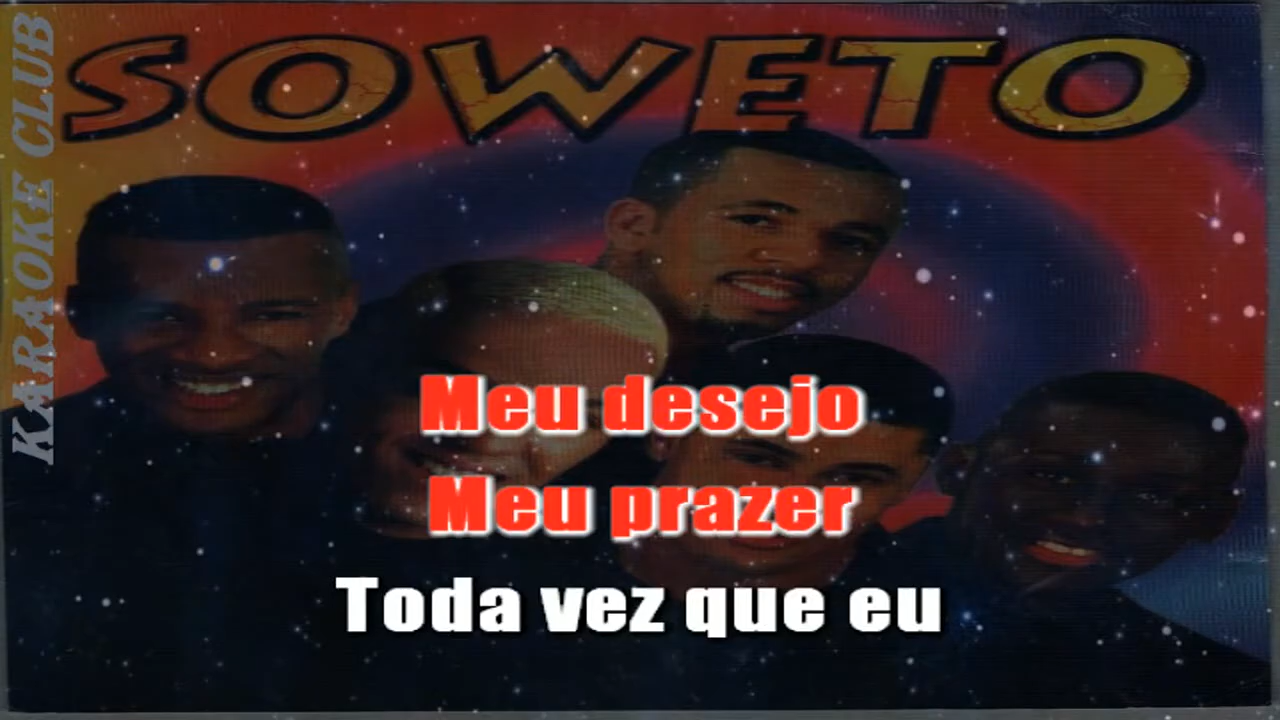 SOWETO
KARAOKE CLUB
Meu desejo
Meu prazer
Toda vez que eu